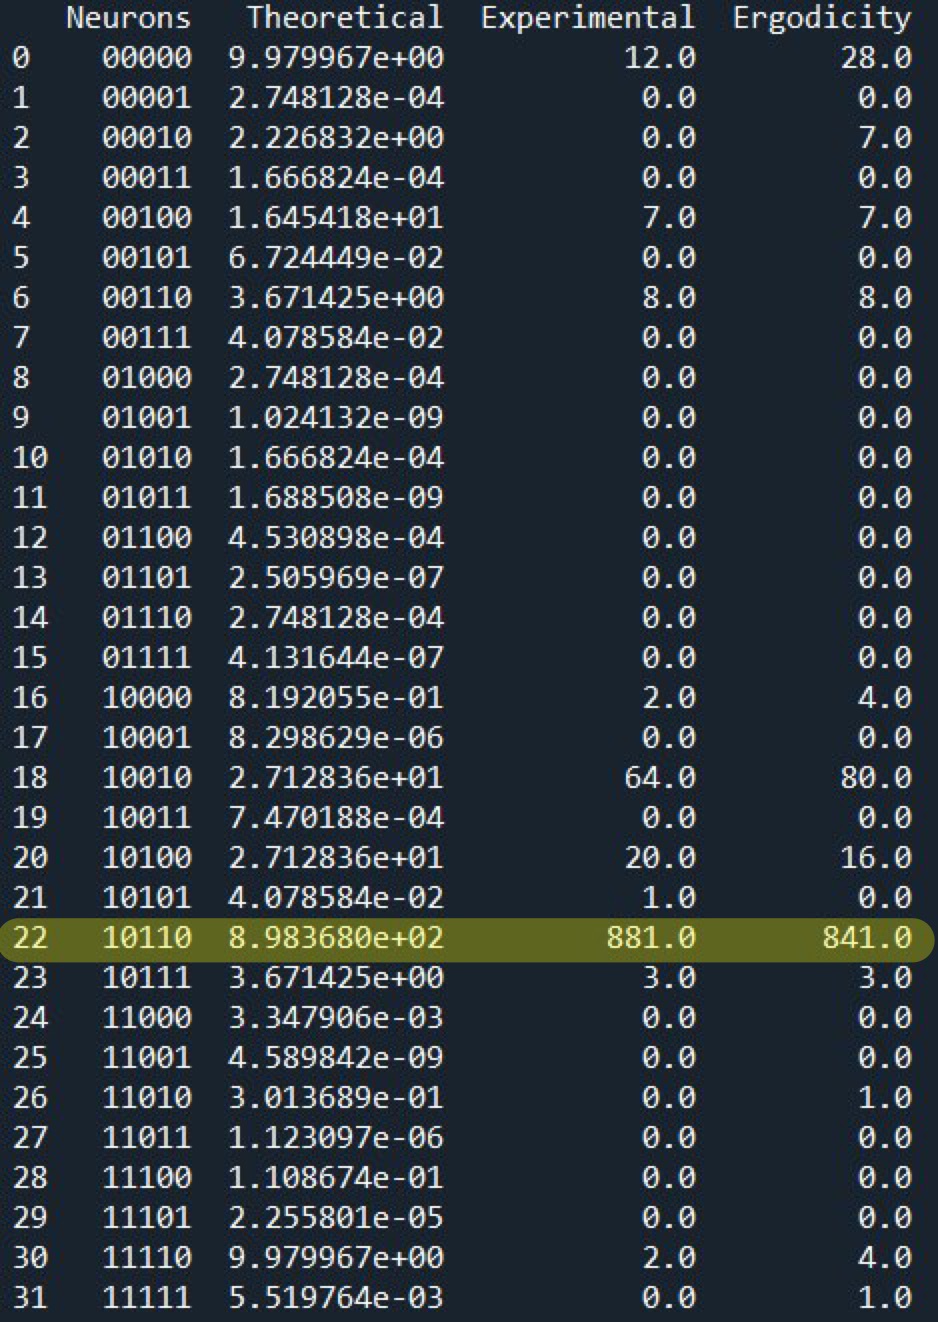 Neurons Theoretical Experimental Ergodicity
0 00000 9.979967e+00 12.0 28.0
1 00001 2.748128e-04 0.0 0.0
2 00010 2.226832e+00 0.0 7.0
3 00011 1.666824e-04 0.0 0.0
4 00100 1.645418e+01 7.0 7.0
5 00101 6.724449e-02 0.0 0.0
6 00110 3.671425e+00 8.0 8.0
7 00111 4.078584e-02 0.0 0.0
8 01000 2.748128e-04 0.0 0.0
9 01001 1.024132e-09 0.0 0.0
10 01010 1.666824e-04 0.0 0.0
11 01011 1.688508e-09 0.0 0.0
12 01100 4.530898e-04 0.0 0.0
13 01101 2.505969e-07 0.0 0.0
14 01110 2.748128e-04 0.0 0.0
15 01111 4.131644e-07 0.0 0.0
16 10000 8.192055e-01 2.0 4.0
17 10001 8.298629e-06 0.0 0.0
18 10010 2.712836e+01 64.0 80.0
19 10011 7.470188e-04 0.0 0.0
20 10100 2.712836e+01 20.0 16.0
21 10101 4.078584e-02 1.0 0.0
22 10110 8.983680e+02 881.0 841.0
23 10111 3.671425e+00 3.0 3.0
24 11000 3.347906e-03 0.0 0.0
25 11001 4.589842e-09 0.0 0.0
26 11010 3.013689e-01 0.0 1.0
27 11011 1.123097e-06 0.0 0.0
28 11100 1.108674e-01 0.0 0.0
29 11101 2.255801e-05 0.0 0.0
30 11110 9.979967e+00 2.0 4.0
31 11111 5.519764e-03 0.0 1.0